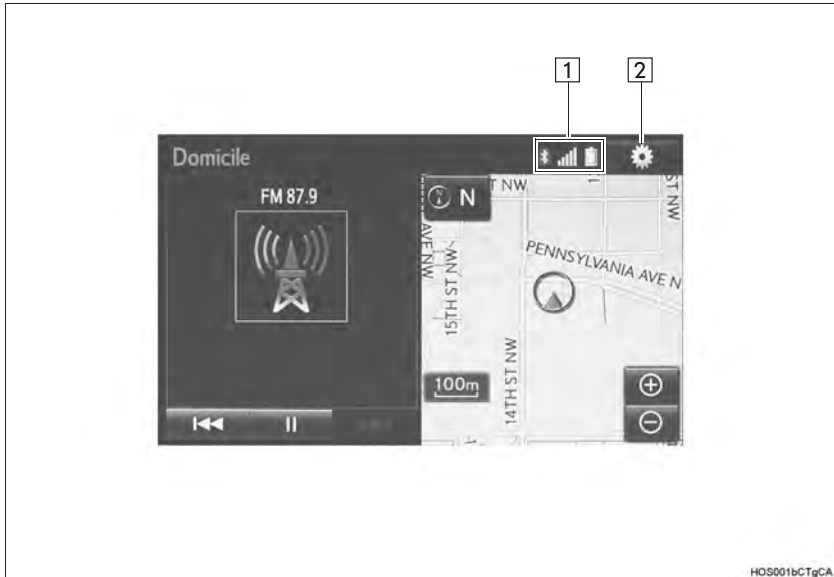 1 2
Domicile
FM 87.9
N
T NW
ST NW
AVE NW
15TH ST NW
PENNSYLVANIA AVE N
14TH ST NW
100m
HOS001bCTgCA